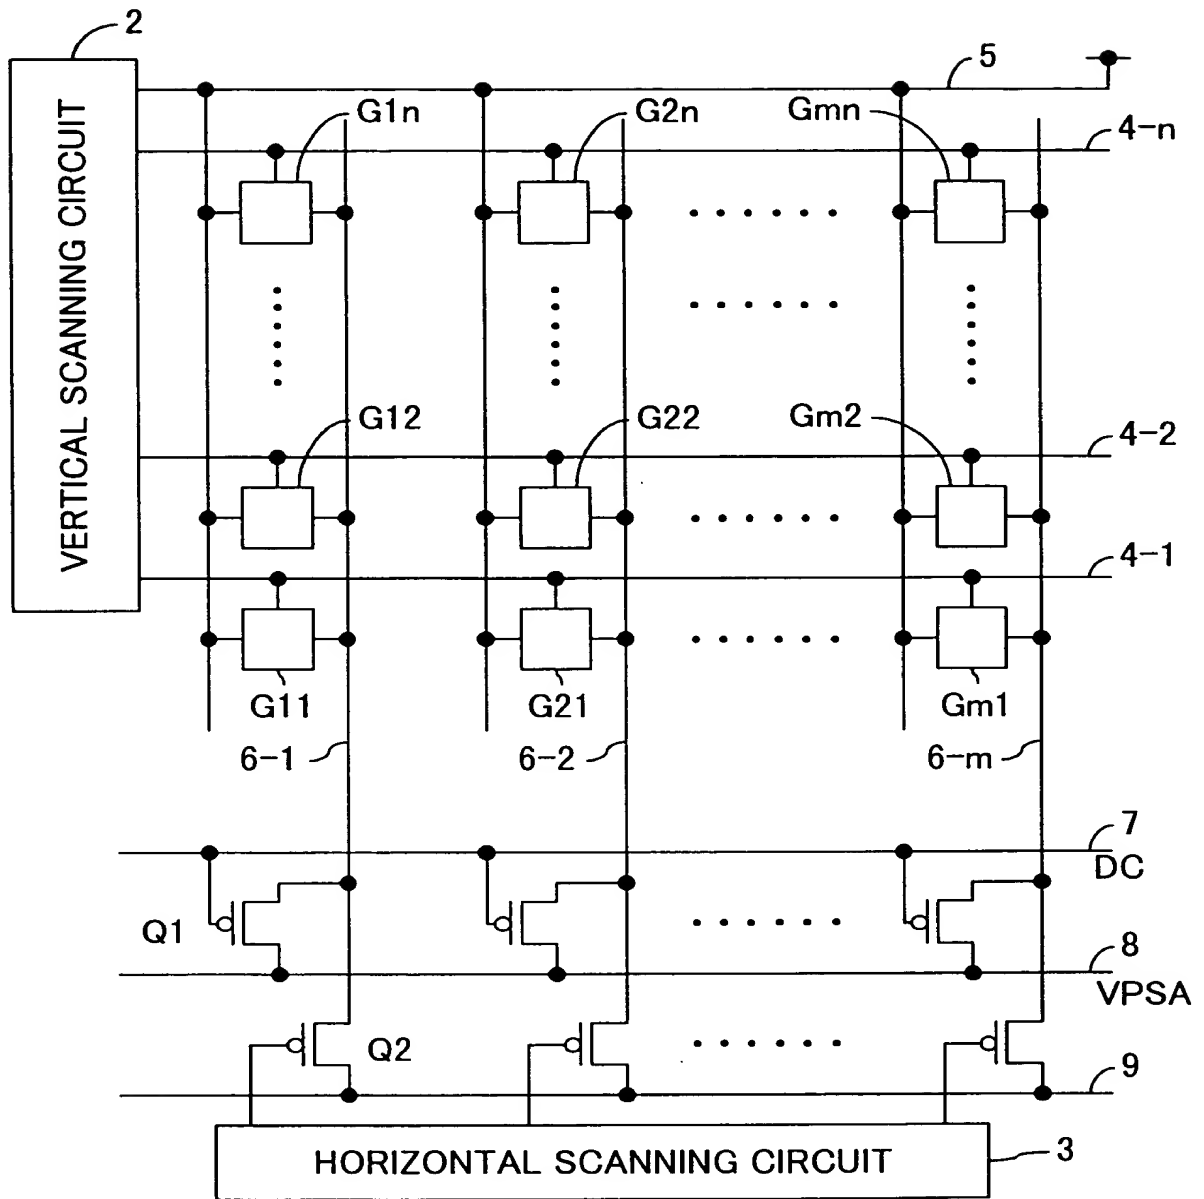 2
5
G1n
G2n
Gmn
4-n
VERTICAL SCANNING CIRCUIT
G12
G22
Gm2
4-2
4-1
G11
G21
Gm1
6-1
6-2
6-m
7
DC
Q1
8
VPSA
Q2
9
HORIZONTAL SCANNING CIRCUIT
3